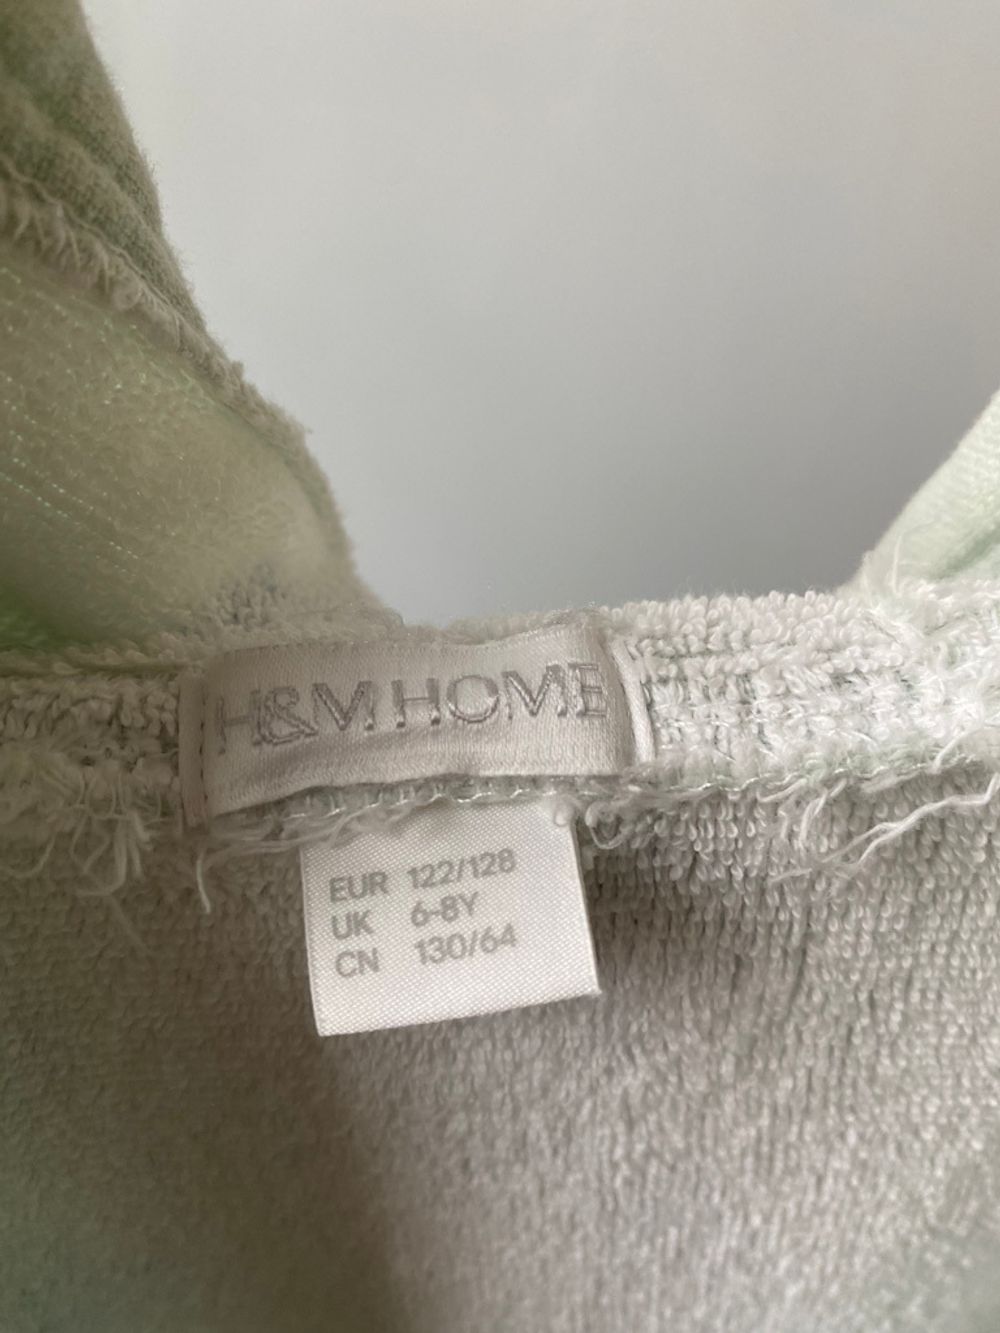 H&M HOME
EUR 122/128
UK 6-8Y
CN 130/64